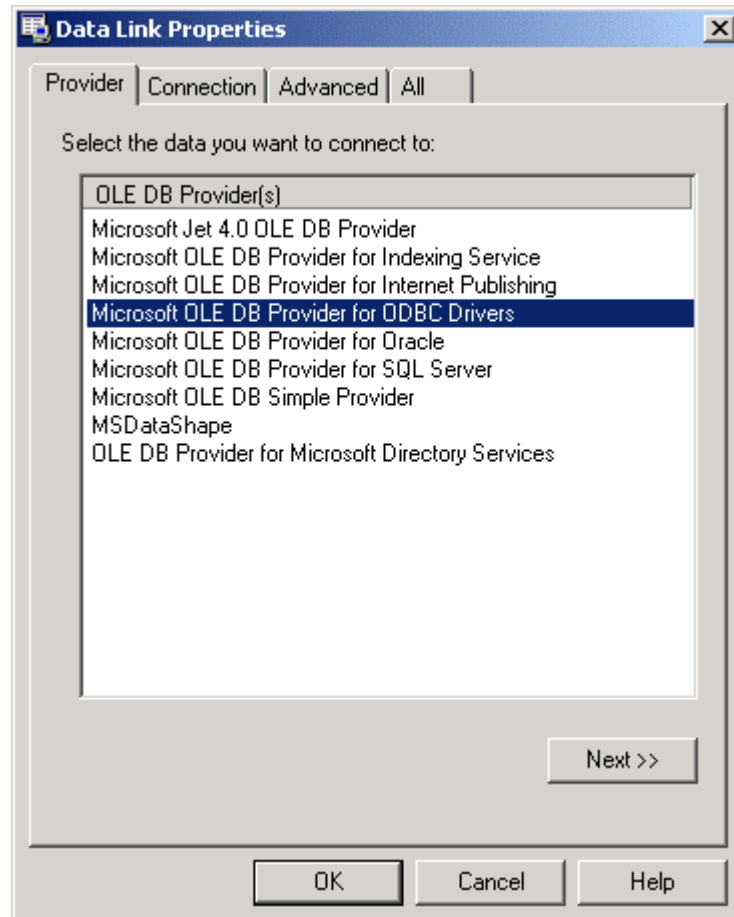 Data Link Properties
Provider Connection Advanced All
Select the data you want to connect to:
OLE DB Provider(s)
Microsoft Jet 4.0 OLE DB Provider
Microsoft OLE DB Provider for Indexing Service
Microsoft OLE DB Provider for Internet Publishing
Microsoft OLE DB Provider for ODBC Drivers
Microsoft OLE DB Provider for Oracle
Microsoft OLE DB Provider for SQL Server
Microsoft OLE DB Simple Provider
MSDataShape
OLE DB Provider for Microsoft Directory Services
Next >>
OK Cancel Help